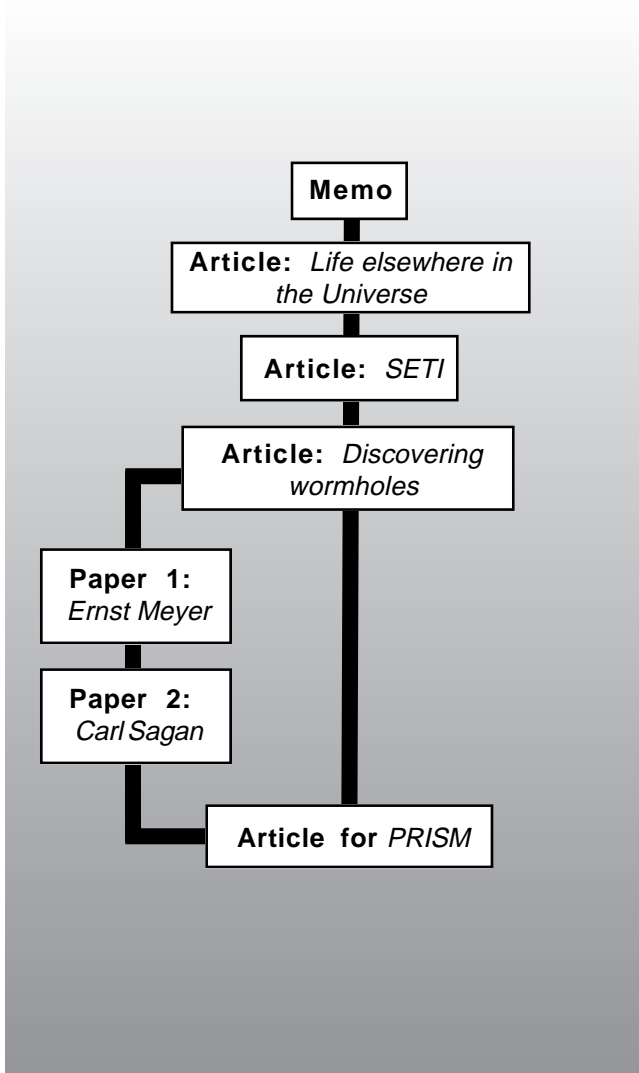 Memo
Article: Life elsewhere in
the Universe
Article: SETI
Article: Discovering
wormholes
Paper 1:
Ernst Meyer
Paper 2:
Carl Sagan
Article for PRISM